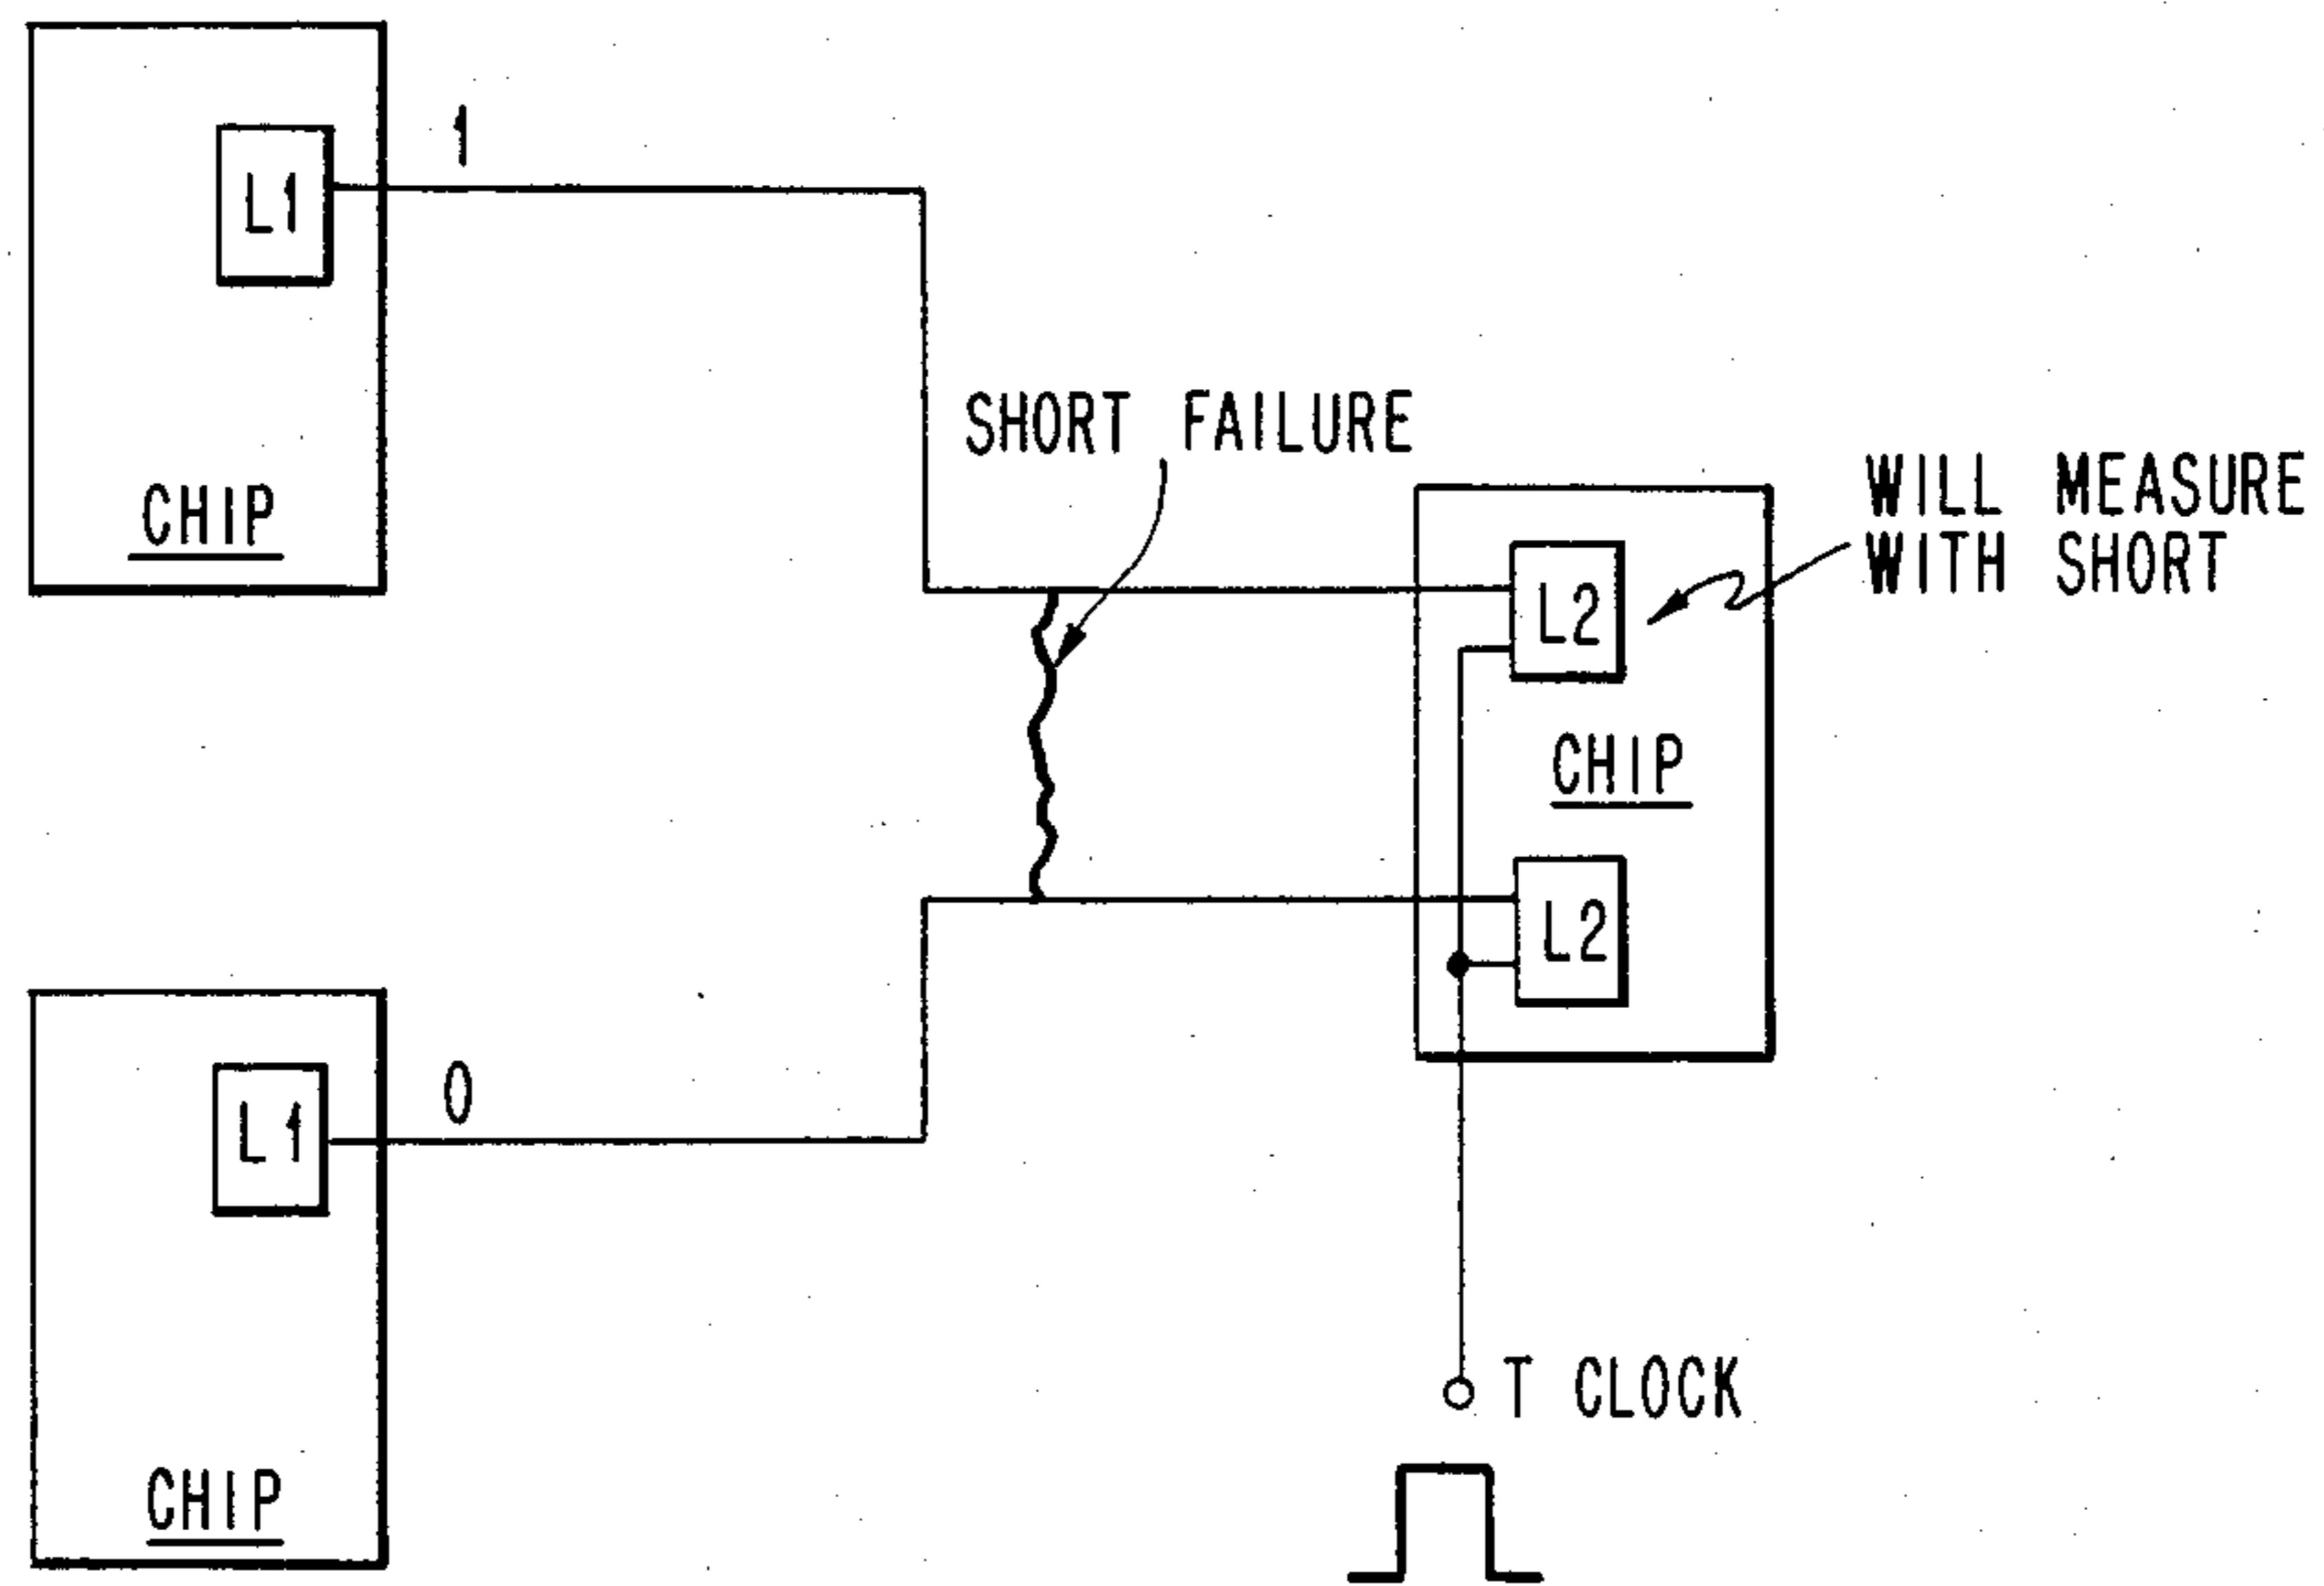 1
L1
CHIP
SHORT FAILURE
WILL MEASURE
WITH SHORT
L2
CHIP
L2
0
L1
CHIP
T CLOCK